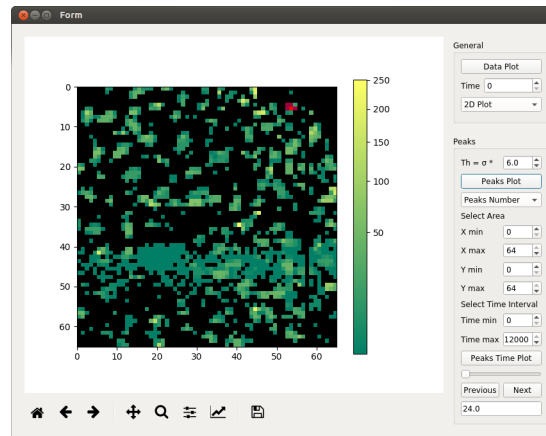 Form
General
Data Plot
Time 0
2D Plot
Peaks
Th = σ * 6.0
Peaks Plot
Peaks Number
Select Area
X min 0
X max 64
Y min 0
Y max 64
Select Time Interval
Time min 0
Time max 12000
Peaks Time Plot
Previous Next
24.0
0
10
20
30
40
50
60
0 10 20 30 40 50 60
250
200
150
100
50